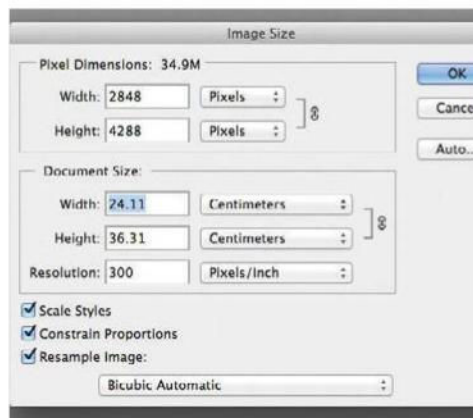 Image Size
Pixel Dimensions: 34.9M
OK
Width: 2848 Pixels
Cance
Height: 4288 Pixels
Auto..
Document Size:
Width: 24.11 Centimeters
Height: 36.31 Centimeters
Resolution: 300 Pixels/Inch
Scale Styles
Constrain Proportions
Resample Image:
Bicubic Automatic